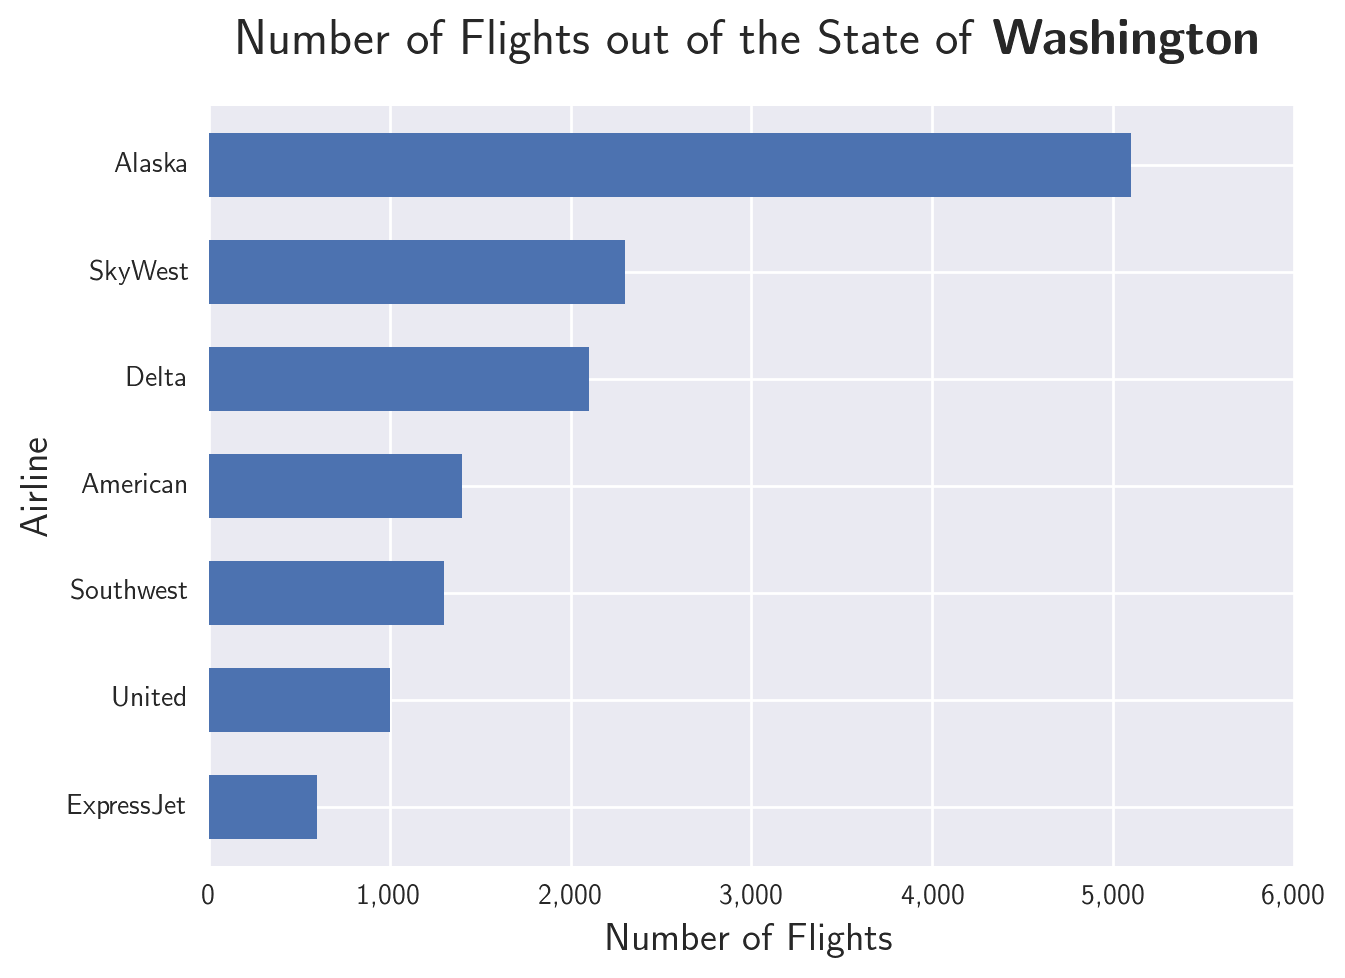 Number of Flights out of the State of Washington
Alaska
SkyWest
Delta
American
Southwest
United
ExpressJet
Airline
0 1,000 2,000 3,000 4,000 5,000 6,000
Number of Flights